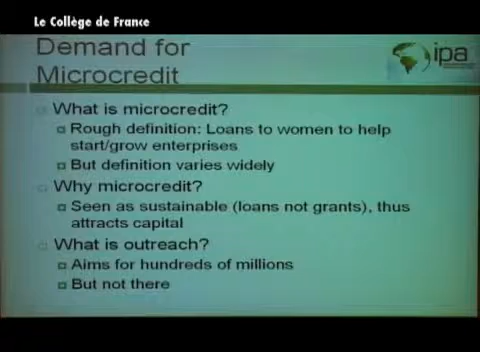 Le Collège de France
Demand for
Microcredit
ipa
What is microcredit?
Rough definition: Loans to women to help
start/grow enterprises
But definition varies widely
Why microcredit?
Seen as sustainable (loans not grants), thus
attracts capital
What is outreach?
Aims for hundreds of millions
But not there